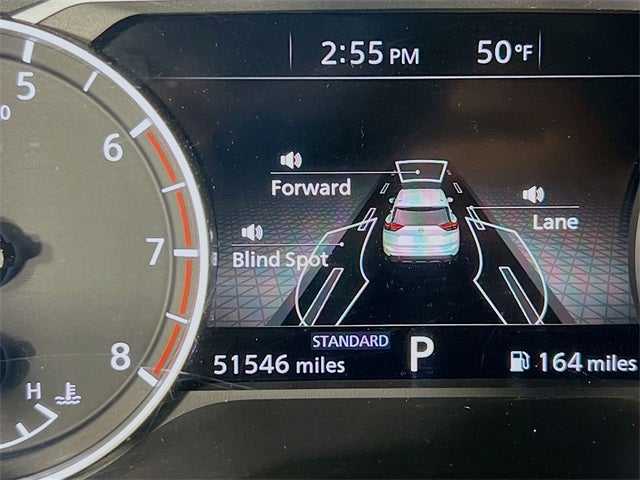 2:55 PM 50°F
5
6
7
8
H
Forward
Lane
Blind Spot
STANDARD
51546 miles P 164 miles